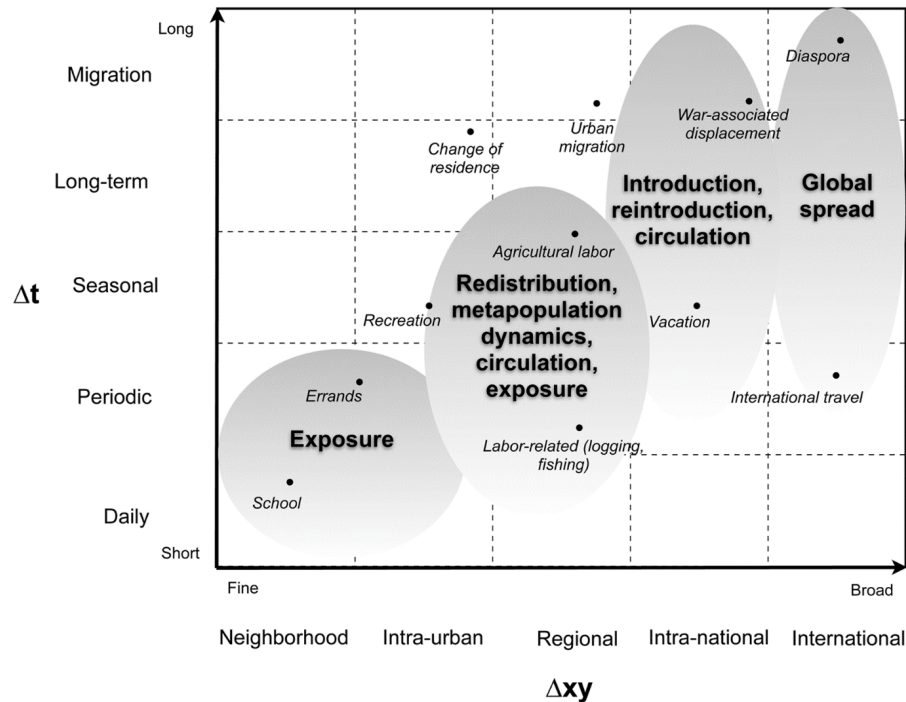 Long
Migration
Long-term
Δt
Seasonal
Periodic
Daily
Short
Diaspora
War-associated
displacement
Urban
migration
Change of
residence
Introduction,
reintroduction,
circulation
Global
spread
Agricultural labor
Redistribution,
metapopulation
dynamics,
circulation,
exposure
Recreation
Vacation
Errands
International travel
Exposure
Labor-related (logging,
fishing)
School
Fine
Broad
Neighborhood
Intra-urban
Regional
Intra-national
International
Δxy